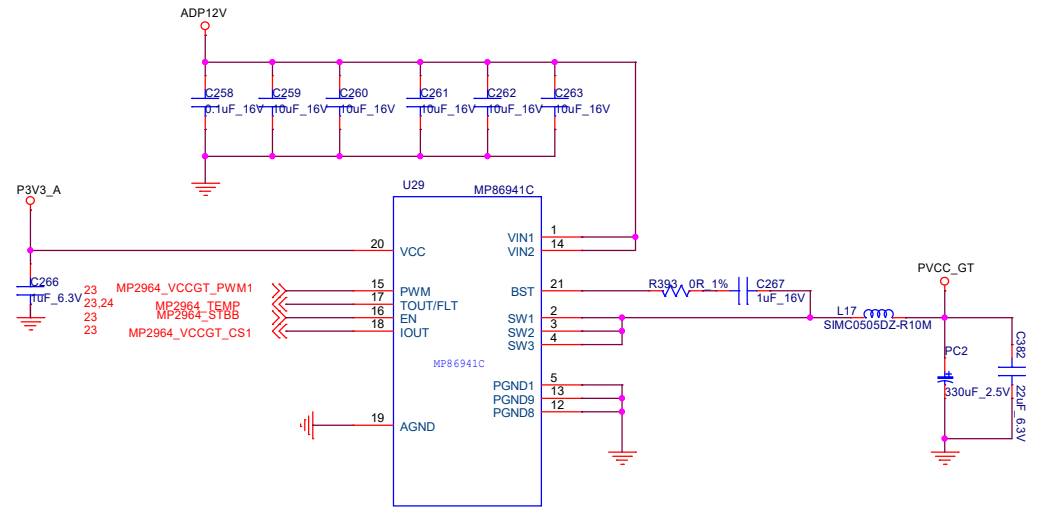 ADP12V
C258
0.1uF_16V
C259
10uF_16V
C260
10uF_16V
C261
10uF_16V
C262
10uF_16V
C263
10uF_16V
P3V3_A
C266
1uF_6.3V
U29
MP86941C
20
VCC
23
MP2964_VCCGT_PWM1
15
PWM
23,24
MP2964_TEMP
17
TOUT/FLT
23
MP2964_STBB
16
EN
23
MP2964_VCCGT_CS1
18
IOUT
MP86941C
19
AGND
VIN1
1
VIN2
14
BST
21
R393
0R_1%
C267
1uF_16V
SW1
2
SW2
3
SW3
4
L17
SIMC0505DZ-R10M
PVCC_GT
PC2
330uF_2.5V
C382
22uF_6.3V
PGND1
5
PGND9
13
PGND8
12